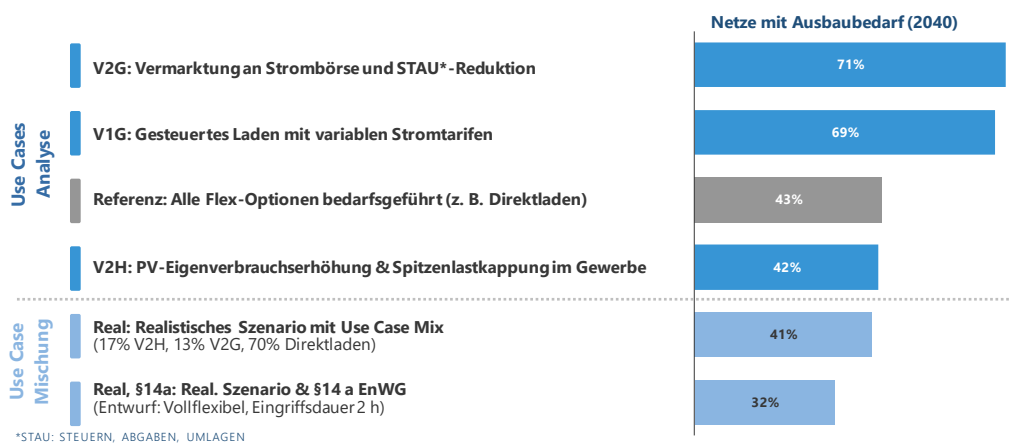 Netze mit Ausbaubedarf (2040)
Use Cases
Analyse
V2G: Vermarktung an Strombörse und STAU*-Reduktion
71%
V1G: Gesteuertes Laden mit variablen Stromtarifen
69%
Referenz: Alle Flex-Optionen bedarfsgeführt (z. B. Direktladen)
43%
V2H: PV-Eigenverbrauchserhöhung & Spitzenlastkappung im Gewerbe
42%
Use Case
Mischung
Real: Realistisches Szenario mit Use Case Mix
(17% V2H, 13% V2G, 70% Direktladen)
41%
Real, §14a: Real. Szenario & §14 a EnWG
(Entwurf: Vollflexibel, Eingriffsdauer 2 h)
32%
*STAU: STEUERN, ABGABEN, UMLAGEN